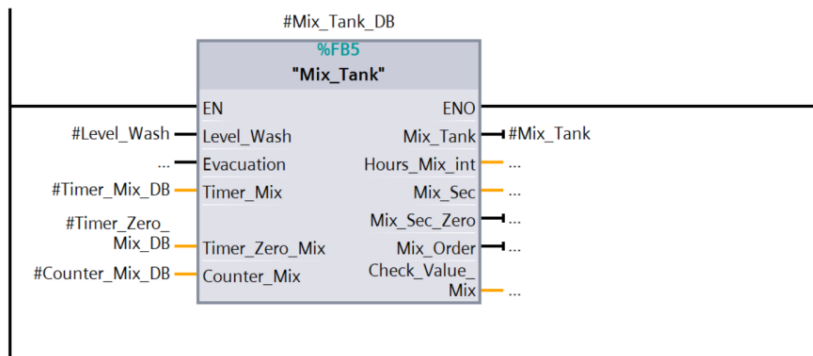 #Mix_Tank_DB
%FB5
"Mix_Tank"
EN ENO
#Level_Wash Level_Wash Mix_Tank #Mix_Tank
... Evacuation Hours_Mix_int ...
#Timer_Mix_DB Timer_Mix Mix_Sec ...
#Timer_Zero_ Mix_Sec_Zero ...
Mix_DB Timer_Zero_Mix Mix_Order ...
#Counter_Mix_DB Counter_Mix Check_Value_
Mix ...